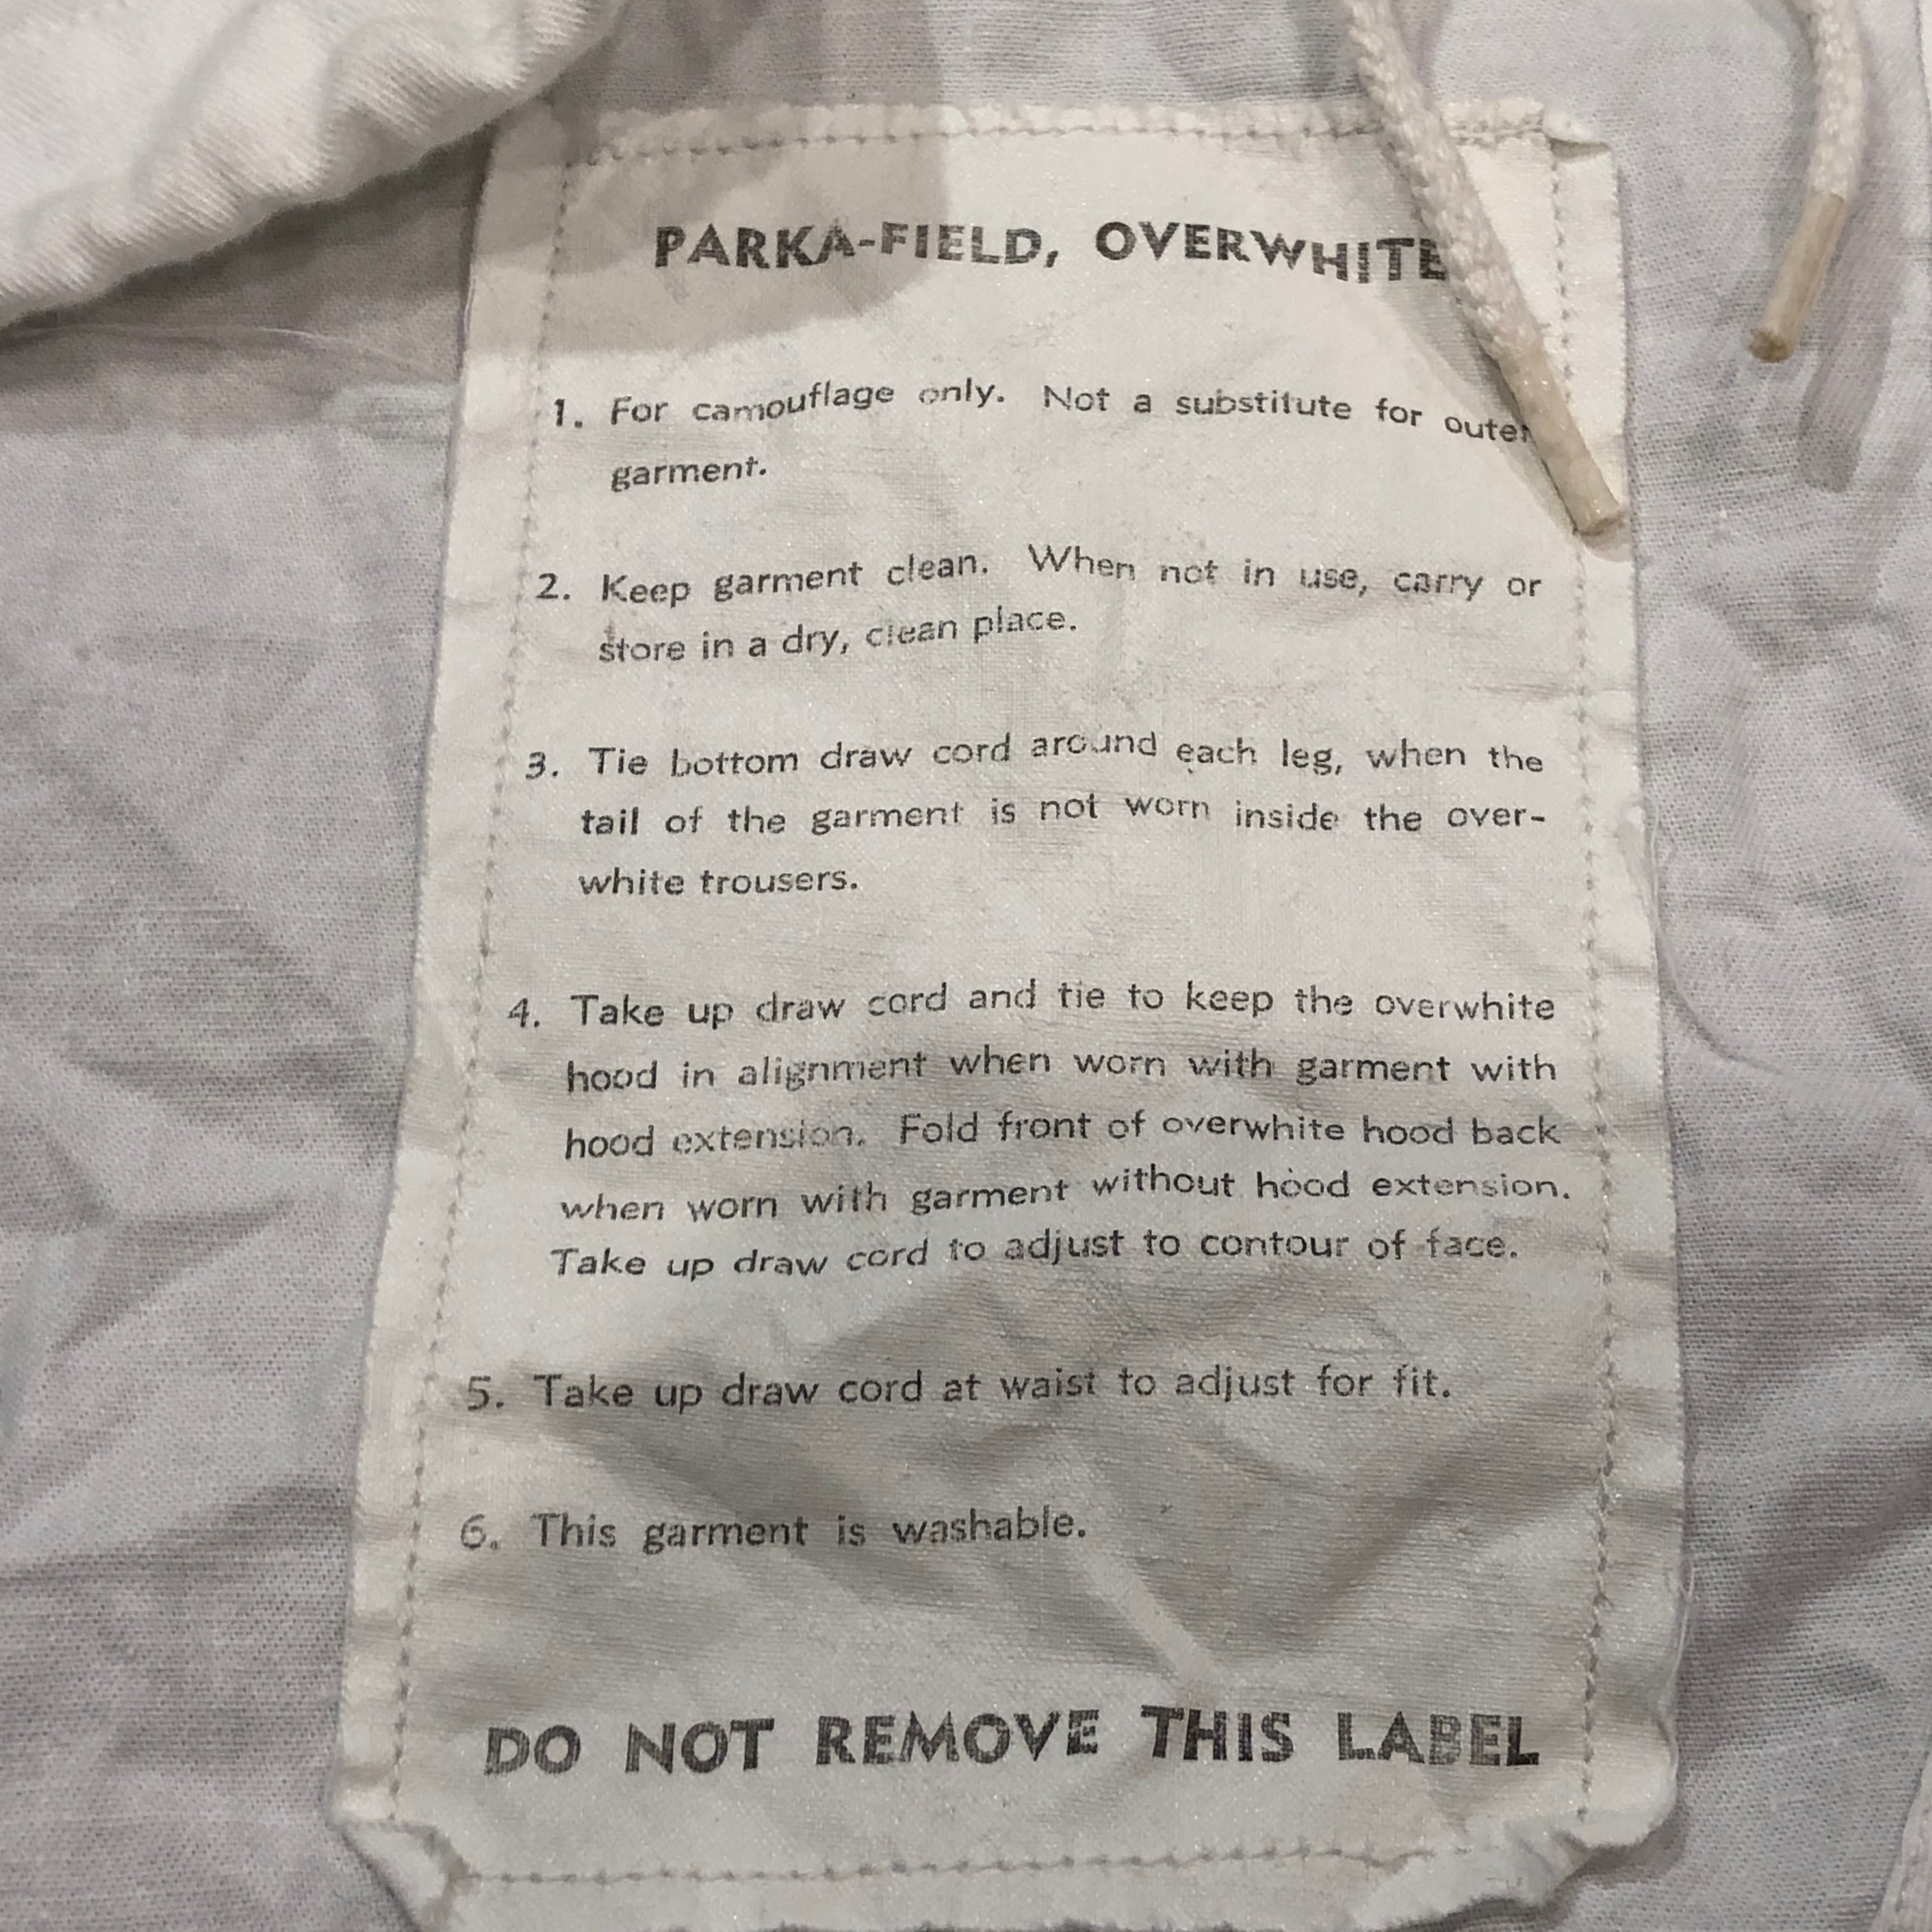 PARKA-FIELD, OVERWHITE
1. For camouflage only. Not a substitute for outer
garment.
2. Keep garment clean. When not in use, carry or
store in a dry, clean place.
3. Tie bottom draw cord around each leg, when the
tail of the garment is not worn inside the over-
white trousers.
4. Take up draw cord and tie to keep the overwhite
hood in alignment when worn with garment with
hood extension. Fold front of overwhite hood back
when worn with garment without hood extension.
Take up draw cord to adjust to contour of face.
5. Take up draw cord at waist to adjust for fit.
6. This garment is washable.
DO NOT REMOVE THIS LABEL